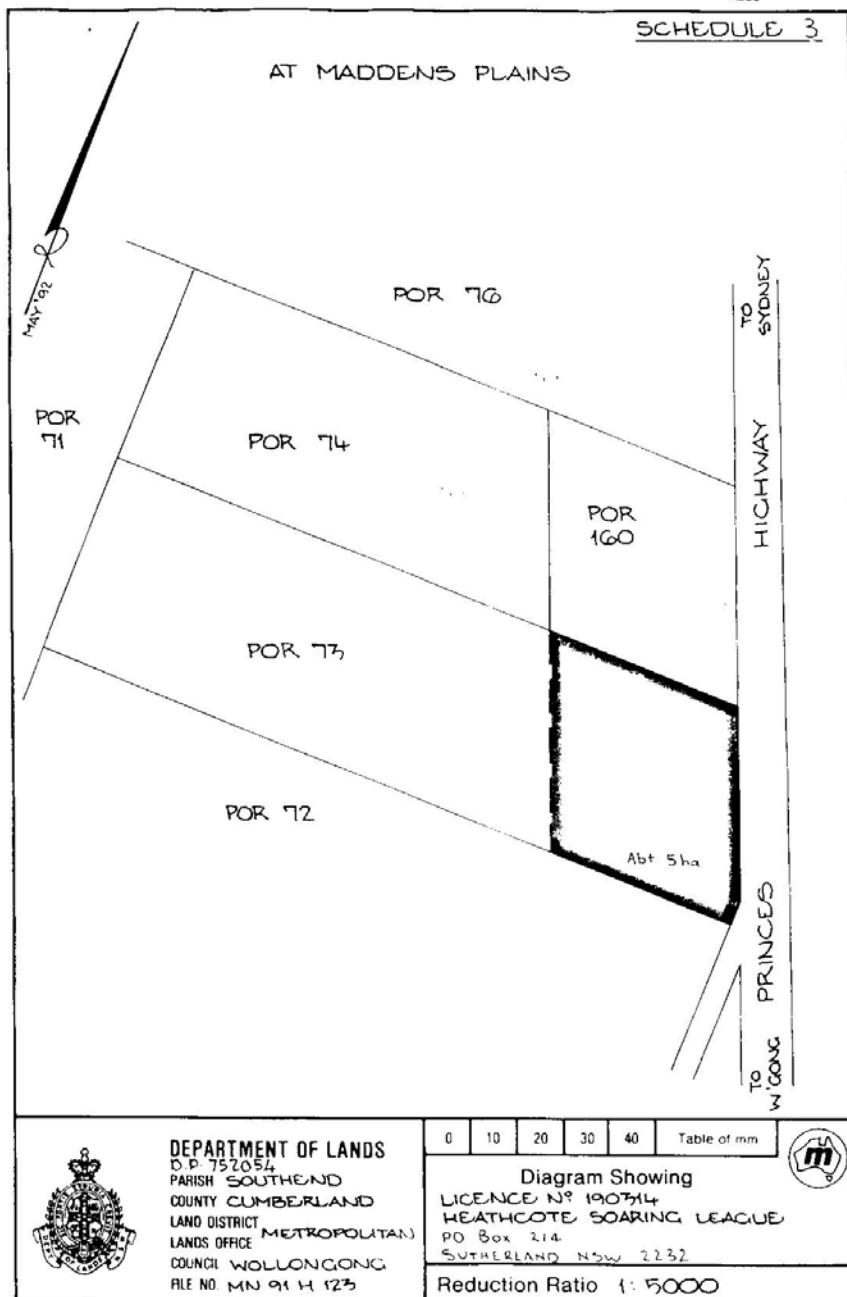 SCHEDULE 3
AT MADDENS PLAINS
MAY '92
POR 76
TO SYDNEY
POR
71
POR 74
HIGHWAY
POR
160
POR 73
POR 72
Abt 5ha
PRINCES
TO W'GONG
DEPARTMENT OF LANDS
D.P. 752054
PARISH SOUTHEND
COUNTY CUMBERLAND
LAND DISTRICT METROPOLITAN
LANDS OFFICE
COUNCIL WOLLONGONG
FILE NO. MN 91 H 123
0 10 20 30 40 Table of mm
m
Diagram Showing
LICENCE Nº 190314
HEATHCOTE SOARING LEAGUE
PO Box 214
SUTHERLAND NSW 2232
Reduction Ratio 1:5000